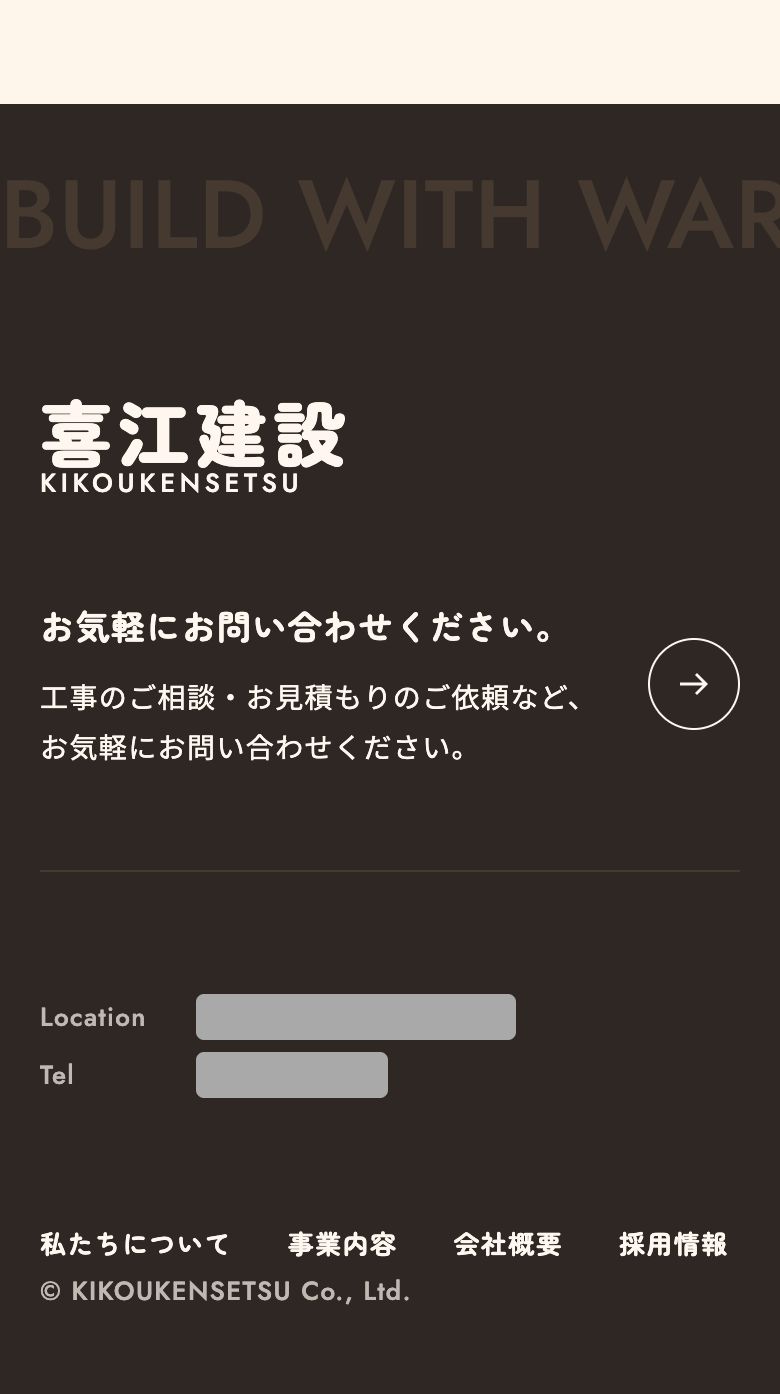 BUILD WITH WAR
喜江建設
KIKOUKENSETSU
お気軽にお問い合わせください。
工事のご相談・お見積もりのご依頼など、
お気軽にお問い合わせください。
Location
Tel
私たちについて 事業内容 会社概要 採用情報
© KIKOUKENSETSU Co., Ltd.